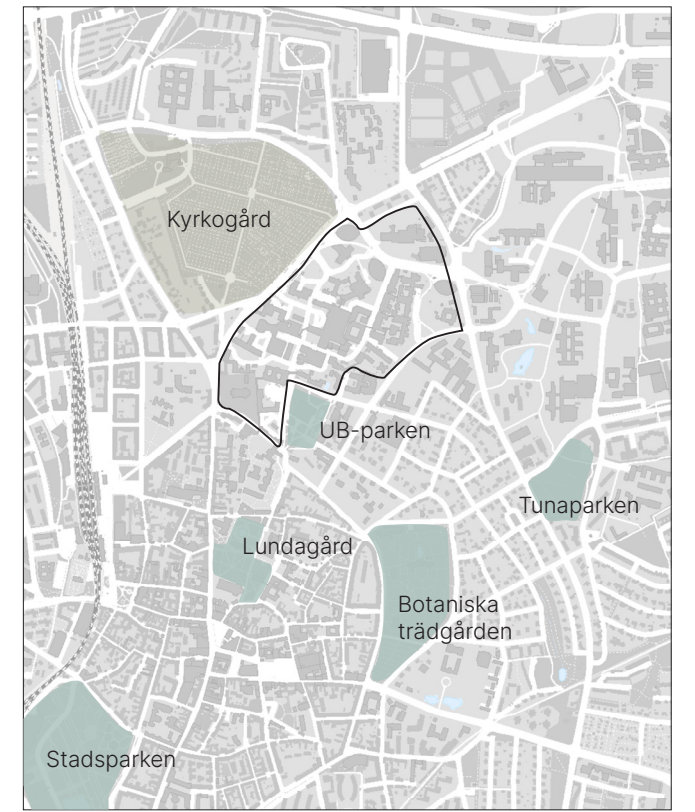 Kyrkogård
UB-parken
Tunaparken
Lundagård
Botaniska
trädgården
Stadsparken